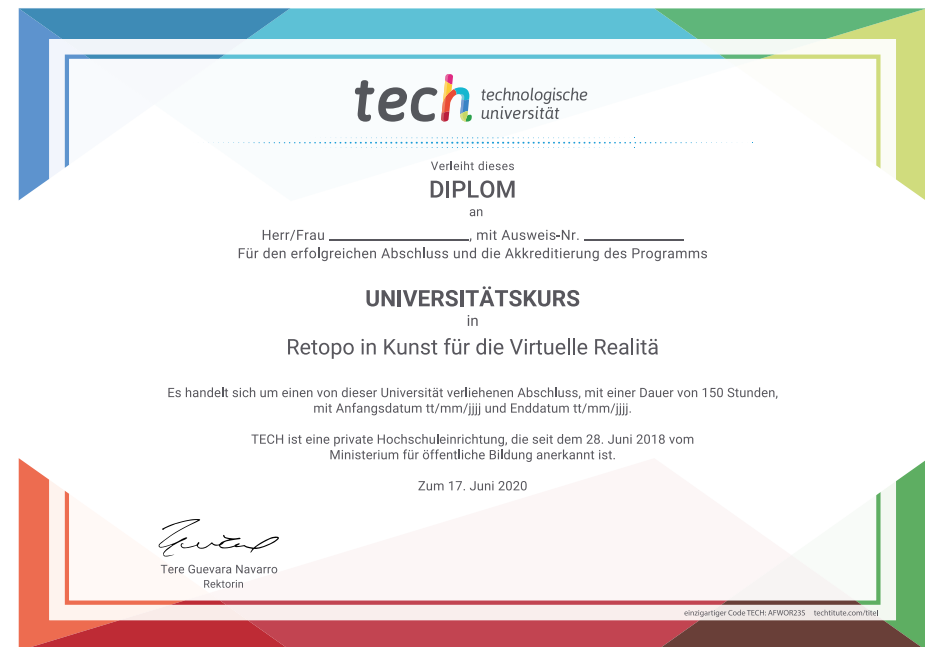 tech technologische
universität
Verleiht dieses
DIPLOM
an
Herr/Frau ____________________, mit Ausweis-Nr. ______________
Für den erfolgreichen Abschluss und die Akkreditierung des Programms
UNIVERSITÄTSKURS
in
Retopo in Kunst für die Virtuelle Realitä
Es handelt sich um einen von dieser Universität verliehenen Abschluss, mit einer Dauer von 150 Stunden,
mit Anfangsdatum tt/mm/jjjj und Enddatum tt/mm/jjjj.
TECH ist eine private Hochschuleinrichtung, die seit dem 28. Juni 2018 vom
Ministerium für öffentliche Bildung anerkannt ist.
Zum 17. Juni 2020
Tere Guevara Navarro
Rektorin
einzigartiger Code TECH: AFWOR235 techtitute.com/titel